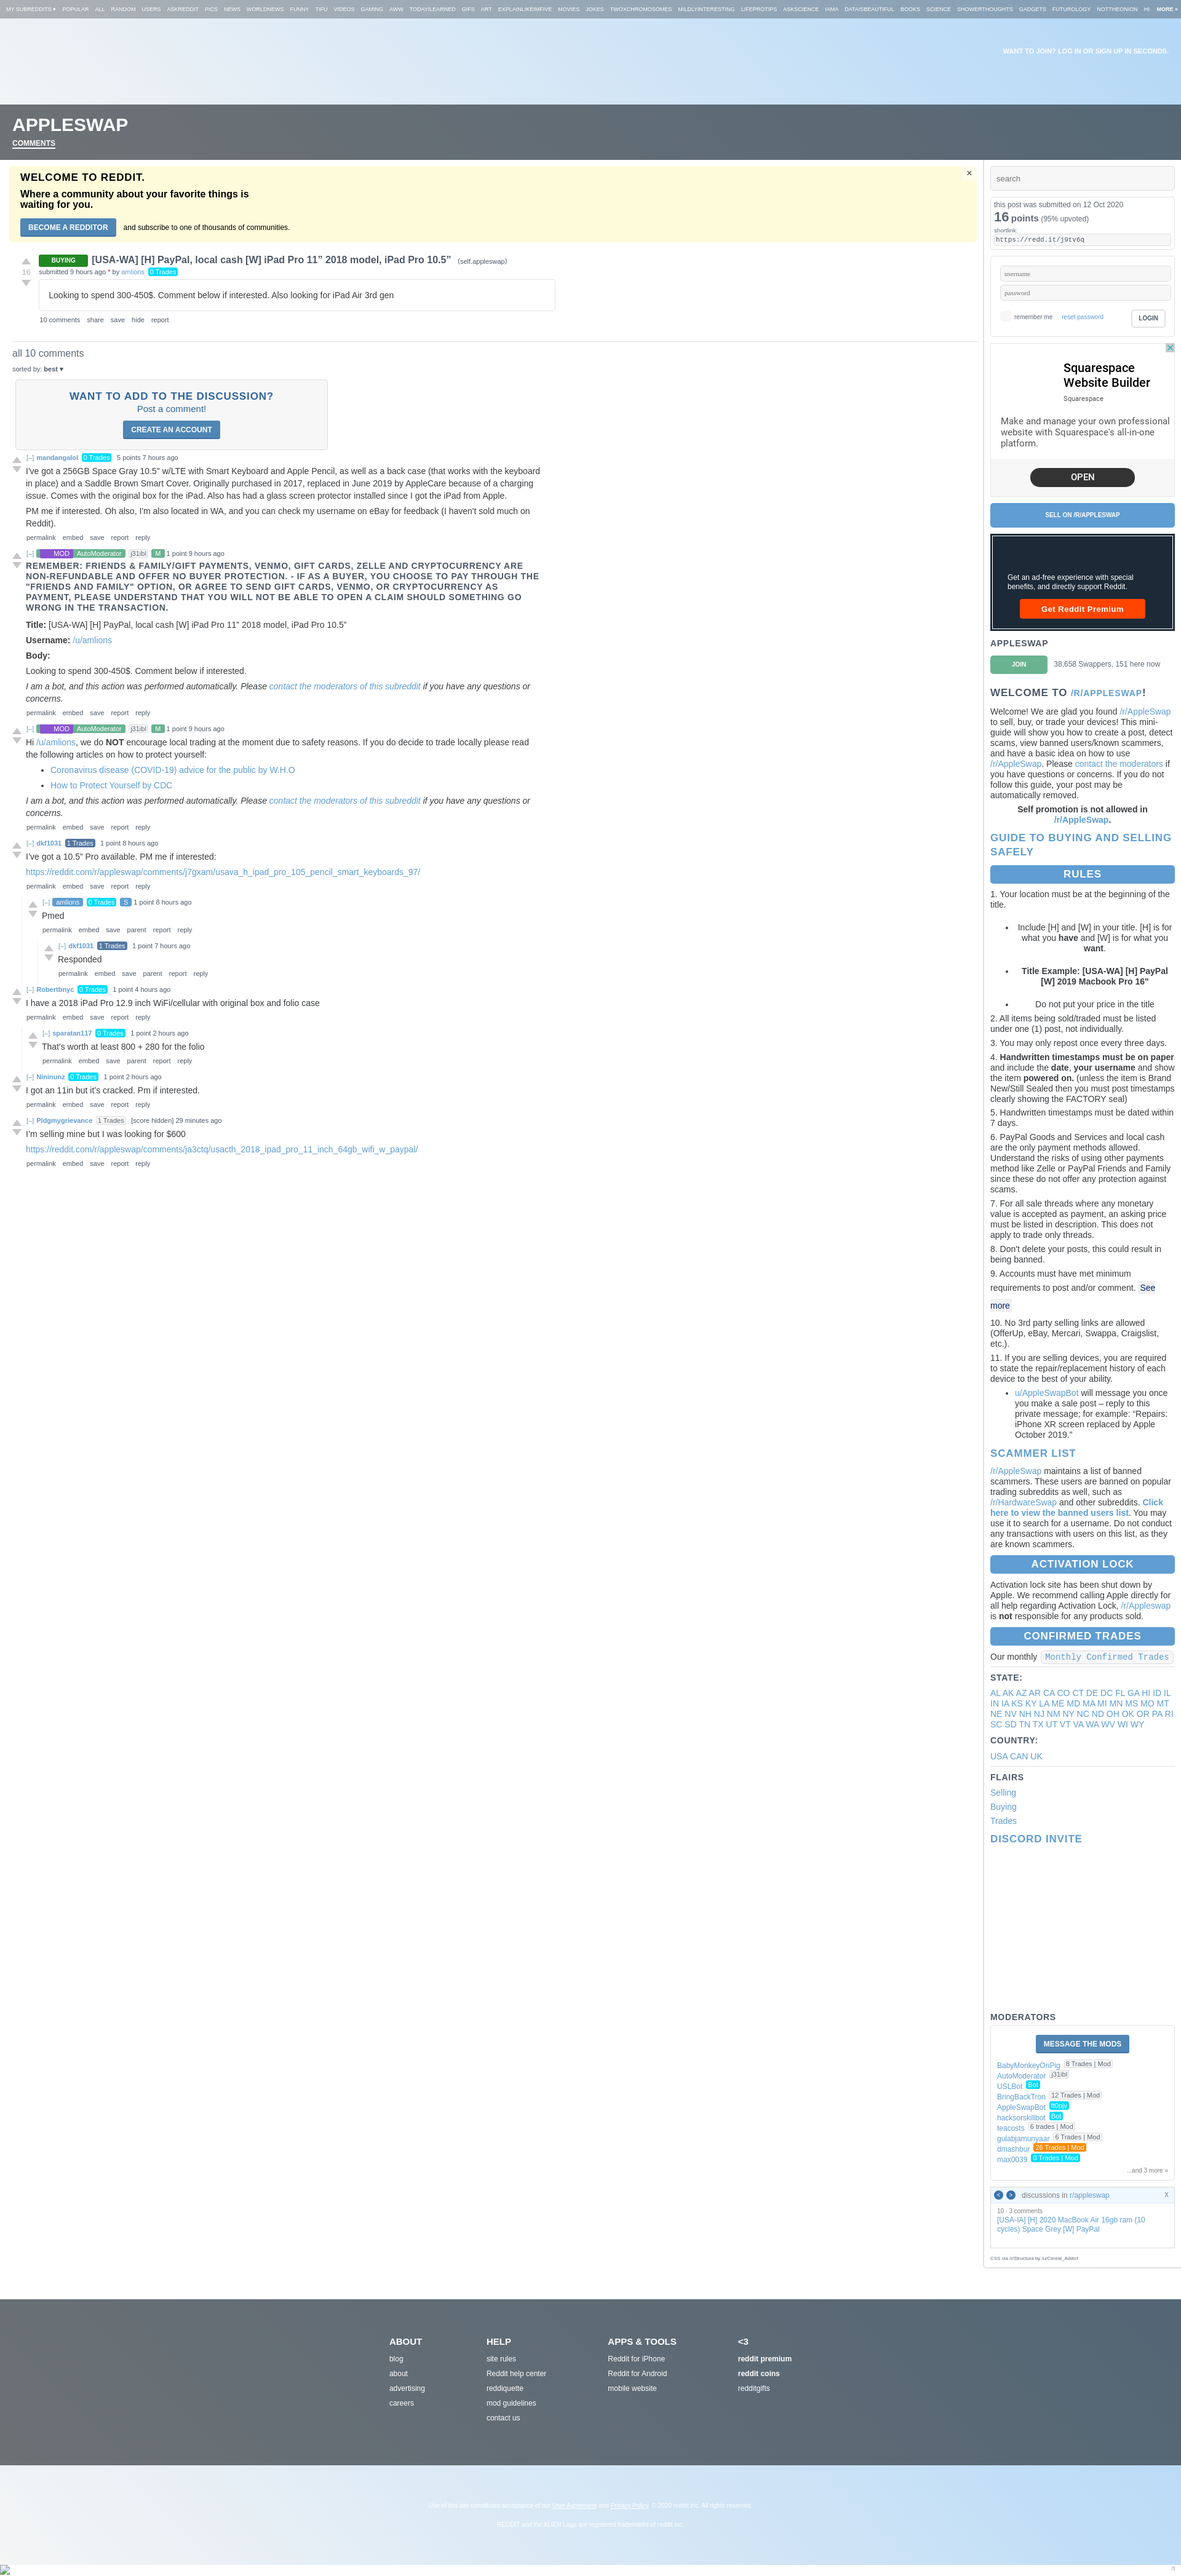 MY SUBREDDITS ▾ POPULAR ALL RANDOM USERS ASKREDDIT PICS NEWS WORLDNEWS FUNNY TIFU VIDEOS GAMING AWW TODAYILEARNED GIFS ART EXPLAINLIKEIMFIVE MOVIES JOKES TWOXCHROMOSOMES MILDLYINTERESTING LIFEPROTIPS ASKSCIENCE IAMA DATAISBEAUTIFUL BOOKS SCIENCE SHOWERTHOUGHTS GADGETS FUTUROLOGY NOTTHEONION HI MORE »
WANT TO JOIN? LOG IN OR SIGN UP IN SECONDS.
APPLESWAP
COMMENTS
WELCOME TO REDDIT.
Where a community about your favorite things is
waiting for you.
BECOME A REDDITOR and subscribe to one of thousands of communities.
×
16
BUYING [USA-WA] [H] PayPal, local cash [W] iPad Pro 11” 2018 model, iPad Pro 10.5” (self.appleswap)
submitted 9 hours ago * by amlions 0 Trades
Looking to spend 300-450$. Comment below if interested. Also looking for iPad Air 3rd gen
10 comments share save hide report
all 10 comments
sorted by: best ▾
WANT TO ADD TO THE DISCUSSION?
Post a comment!
CREATE AN ACCOUNT
[–] mandangalol 0 Trades 5 points 7 hours ago
I've got a 256GB Space Gray 10.5" w/LTE with Smart Keyboard and Apple Pencil, as well as a back case (that works with the keyboard
in place) and a Saddle Brown Smart Cover. Originally purchased in 2017, replaced in June 2019 by AppleCare because of a charging
issue. Comes with the original box for the iPad. Also has had a glass screen protector installed since I got the iPad from Apple.
PM me if interested. Oh also, I'm also located in WA, and you can check my username on eBay for feedback (I haven't sold much on
Reddit).
permalink embed save report reply
[–] MOD AutoModerator j31ibl M 1 point 9 hours ago
REMEMBER: FRIENDS & FAMILY/GIFT PAYMENTS, VENMO, GIFT CARDS, ZELLE AND CRYPTOCURRENCY ARE
NON-REFUNDABLE AND OFFER NO BUYER PROTECTION. - IF AS A BUYER, YOU CHOOSE TO PAY THROUGH THE
"FRIENDS AND FAMILY" OPTION, OR AGREE TO SEND GIFT CARDS, VENMO, OR CRYPTOCURRENCY AS
PAYMENT, PLEASE UNDERSTAND THAT YOU WILL NOT BE ABLE TO OPEN A CLAIM SHOULD SOMETHING GO
WRONG IN THE TRANSACTION.
Title: [USA-WA] [H] PayPal, local cash [W] iPad Pro 11” 2018 model, iPad Pro 10.5”
Username: /u/amlions
Body:
Looking to spend 300-450$. Comment below if interested.
I am a bot, and this action was performed automatically. Please contact the moderators of this subreddit if you have any questions or
concerns.
permalink embed save report reply
[–] MOD AutoModerator j31ibl M 1 point 9 hours ago
Hi /u/amlions, we do NOT encourage local trading at the moment due to safety reasons. If you do decide to trade locally please read
the following articles on how to protect yourself:
• Coronavirus disease (COVID-19) advice for the public by W.H.O
• How to Protect Yourself by CDC
I am a bot, and this action was performed automatically. Please contact the moderators of this subreddit if you have any questions or
concerns.
permalink embed save report reply
[–] dkf1031 1 Trades 1 point 8 hours ago
I've got a 10.5" Pro available. PM me if interested:
https://reddit.com/r/appleswap/comments/j7gxam/usava_h_ipad_pro_105_pencil_smart_keyboards_97/
permalink embed save report reply
[–] amlions 0 Trades S 1 point 8 hours ago
Pmed
permalink embed save parent report reply
[–] dkf1031 1 Trades 1 point 7 hours ago
Responded
permalink embed save parent report reply
[–] Robertbnyc 0 Trades 1 point 4 hours ago
I have a 2018 iPad Pro 12.9 inch WiFi/cellular with original box and folio case
permalink embed save report reply
[–] sparatan117 0 Trades 1 point 2 hours ago
That's worth at least 800 + 280 for the folio
permalink embed save parent report reply
[–] Nininunz 0 Trades 1 point 2 hours ago
I got an 11in but it's cracked. Pm if interested.
permalink embed save report reply
[–] Pldgmygrievance 1 Trades [score hidden] 29 minutes ago
I'm selling mine but I was looking for $600
https://reddit.com/r/appleswap/comments/ja3ctq/usacth_2018_ipad_pro_11_inch_64gb_wifi_w_paypal/
permalink embed save report reply
search
this post was submitted on 12 Oct 2020
16 points (95% upvoted)
shortlink:
https://redd.it/j9tv6q
username
password
remember me reset password LOGIN
Squarespace
Website Builder
Squarespace
Make and manage your own professional
website with Squarespace's all-in-one
platform.
OPEN
SELL ON /R/APPLESWAP
Get an ad-free experience with special
benefits, and directly support Reddit.
Get Reddit Premium
APPLESWAP
JOIN 38,658 Swappers, 151 here now
WELCOME TO /R/APPLESWAP!
Welcome! We are glad you found /r/AppleSwap
to sell, buy, or trade your devices! This mini-
guide will show you how to create a post, detect
scams, view banned users/known scammers,
and have a basic idea on how to use
/r/AppleSwap. Please contact the moderators if
you have questions or concerns. If you do not
follow this guide, your post may be
automatically removed.
Self promotion is not allowed in
/r/AppleSwap.
GUIDE TO BUYING AND SELLING
SAFELY
RULES
1. Your location must be at the beginning of the
title.
• Include [H] and [W] in your title. [H] is for
what you have and [W] is for what you
want.
• Title Example: [USA-WA] [H] PayPal
[W] 2019 Macbook Pro 16"
• Do not put your price in the title
2. All items being sold/traded must be listed
under one (1) post, not individually.
3. You may only repost once every three days.
4. Handwritten timestamps must be on paper
and include the date, your username and show
the item powered on. (unless the item is Brand
New/Still Sealed then you must post timestamps
clearly showing the FACTORY seal)
5. Handwritten timestamps must be dated within
7 days.
6. PayPal Goods and Services and local cash
are the only payment methods allowed.
Understand the risks of using other payments
method like Zelle or PayPal Friends and Family
since these do not offer any protection against
scams.
7. For all sale threads where any monetary
value is accepted as payment, an asking price
must be listed in description. This does not
apply to trade only threads.
8. Don't delete your posts, this could result in
being banned.
9. Accounts must have met minimum
requirements to post and/or comment. See
more
10. No 3rd party selling links are allowed
(OfferUp, eBay, Mercari, Swappa, Craigslist,
etc.).
11. If you are selling devices, you are required
to state the repair/replacement history of each
device to the best of your ability.
• u/AppleSwapBot will message you once
you make a sale post – reply to this
private message; for example: “Repairs:
iPhone XR screen replaced by Apple
October 2019.”
SCAMMER LIST
/r/AppleSwap maintains a list of banned
scammers. These users are banned on popular
trading subreddits as well, such as
/r/HardwareSwap and other subreddits. Click
here to view the banned users list. You may
use it to search for a username. Do not conduct
any transactions with users on this list, as they
are known scammers.
ACTIVATION LOCK
Activation lock site has been shut down by
Apple. We recommend calling Apple directly for
all help regarding Activation Lock, /r/Appleswap
is not responsible for any products sold.
CONFIRMED TRADES
Our monthly Monthly Confirmed Trades
STATE:
AL AK AZ AR CA CO CT DE DC FL GA HI ID IL
IN IA KS KY LA ME MD MA MI MN MS MO MT
NE NV NH NJ NM NY NC ND OH OK OR PA RI
SC SD TN TX UT VT VA WA WV WI WY
COUNTRY:
USA CAN UK
FLAIRS
Selling
Buying
Trades
DISCORD INVITE
MODERATORS
MESSAGE THE MODS
BabyMonkeyOnPig 8 Trades | Mod
AutoModerator j31ibl
USLBot Bot
BringBackTron 12 Trades | Mod
AppleSwapBot ft0pjv
hacksorskillbot Bot
teacosts 6 trades | Mod
gulabjamunyaar 6 Trades | Mod
dmashbur 26 Trades | Mod
max0039 0 Trades | Mod
...and 3 more »
< > discussions in r/appleswap X
10 · 3 comments
[USA-IA] [H] 2020 MacBook Air 16gb ram (10
cycles) Space Grey [W] PayPal
CSS via /r/Structura by /u/Cereal_Addict
ABOUT
blog
about
advertising
careers
HELP
site rules
Reddit help center
reddiquette
mod guidelines
contact us
APPS & TOOLS
Reddit for iPhone
Reddit for Android
mobile website
<3
reddit premium
reddit coins
redditgifts
Use of this site constitutes acceptance of our User Agreement and Privacy Policy. © 2020 reddit inc. All rights reserved.
REDDIT and the ALIEN Logo are registered trademarks of reddit inc.
π